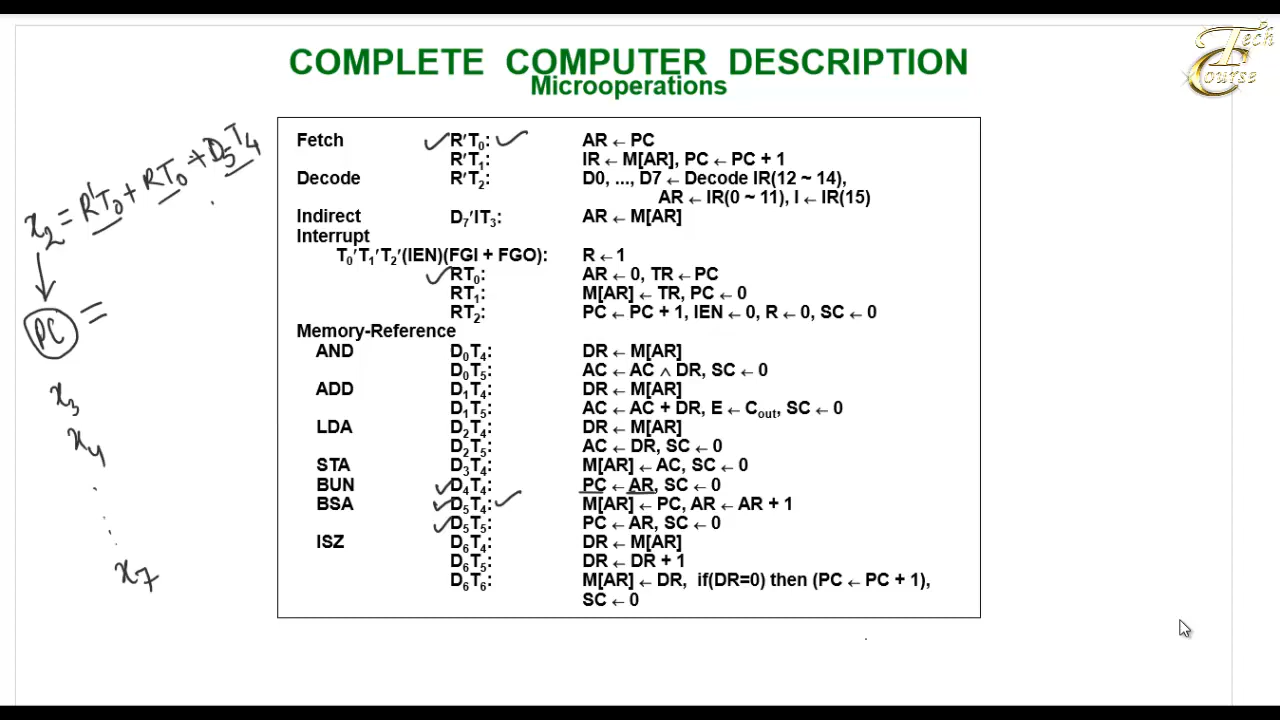 COMPLETE COMPUTER DESCRIPTION
Microoperations
Tech
Course
Fetch R′T₀: AR ← PC
R′T₁: IR ← M[AR], PC ← PC + 1
Decode R′T₂: D0, ..., D7 ← Decode IR(12 ~ 14),
AR ← IR(0 ~ 11), I ← IR(15)
Indirect D₇′IT₃: AR ← M[AR]
Interrupt
T₀′T₁′T₂′(IEN)(FGI + FGO): R ← 1
RT₀: AR ← 0, TR ← PC
RT₁: M[AR] ← TR, PC ← 0
RT₂: PC ← PC + 1, IEN ← 0, R ← 0, SC ← 0
Memory-Reference
AND D₀T₄: DR ← M[AR]
D₀T₅: AC ← AC ∧ DR, SC ← 0
ADD D₁T₄: DR ← M[AR]
D₁T₅: AC ← AC + DR, E ← Cout, SC ← 0
LDA D₂T₄: DR ← M[AR]
D₂T₅: AC ← DR, SC ← 0
STA D₃T₄: M[AR] ← AC, SC ← 0
BUN D₄T₄: PC ← AR, SC ← 0
BSA D₅T₄: M[AR] ← PC, AR ← AR + 1
D₅T₅: PC ← AR, SC ← 0
ISZ D₆T₄: DR ← M[AR]
D₆T₅: DR ← DR + 1
D₆T₆: M[AR] ← DR, if(DR=0) then (PC ← PC + 1),
SC ← 0
x₂ = R′T₀ + RT₀ + D₅T₄
PC =
x₃
x₄
x₇